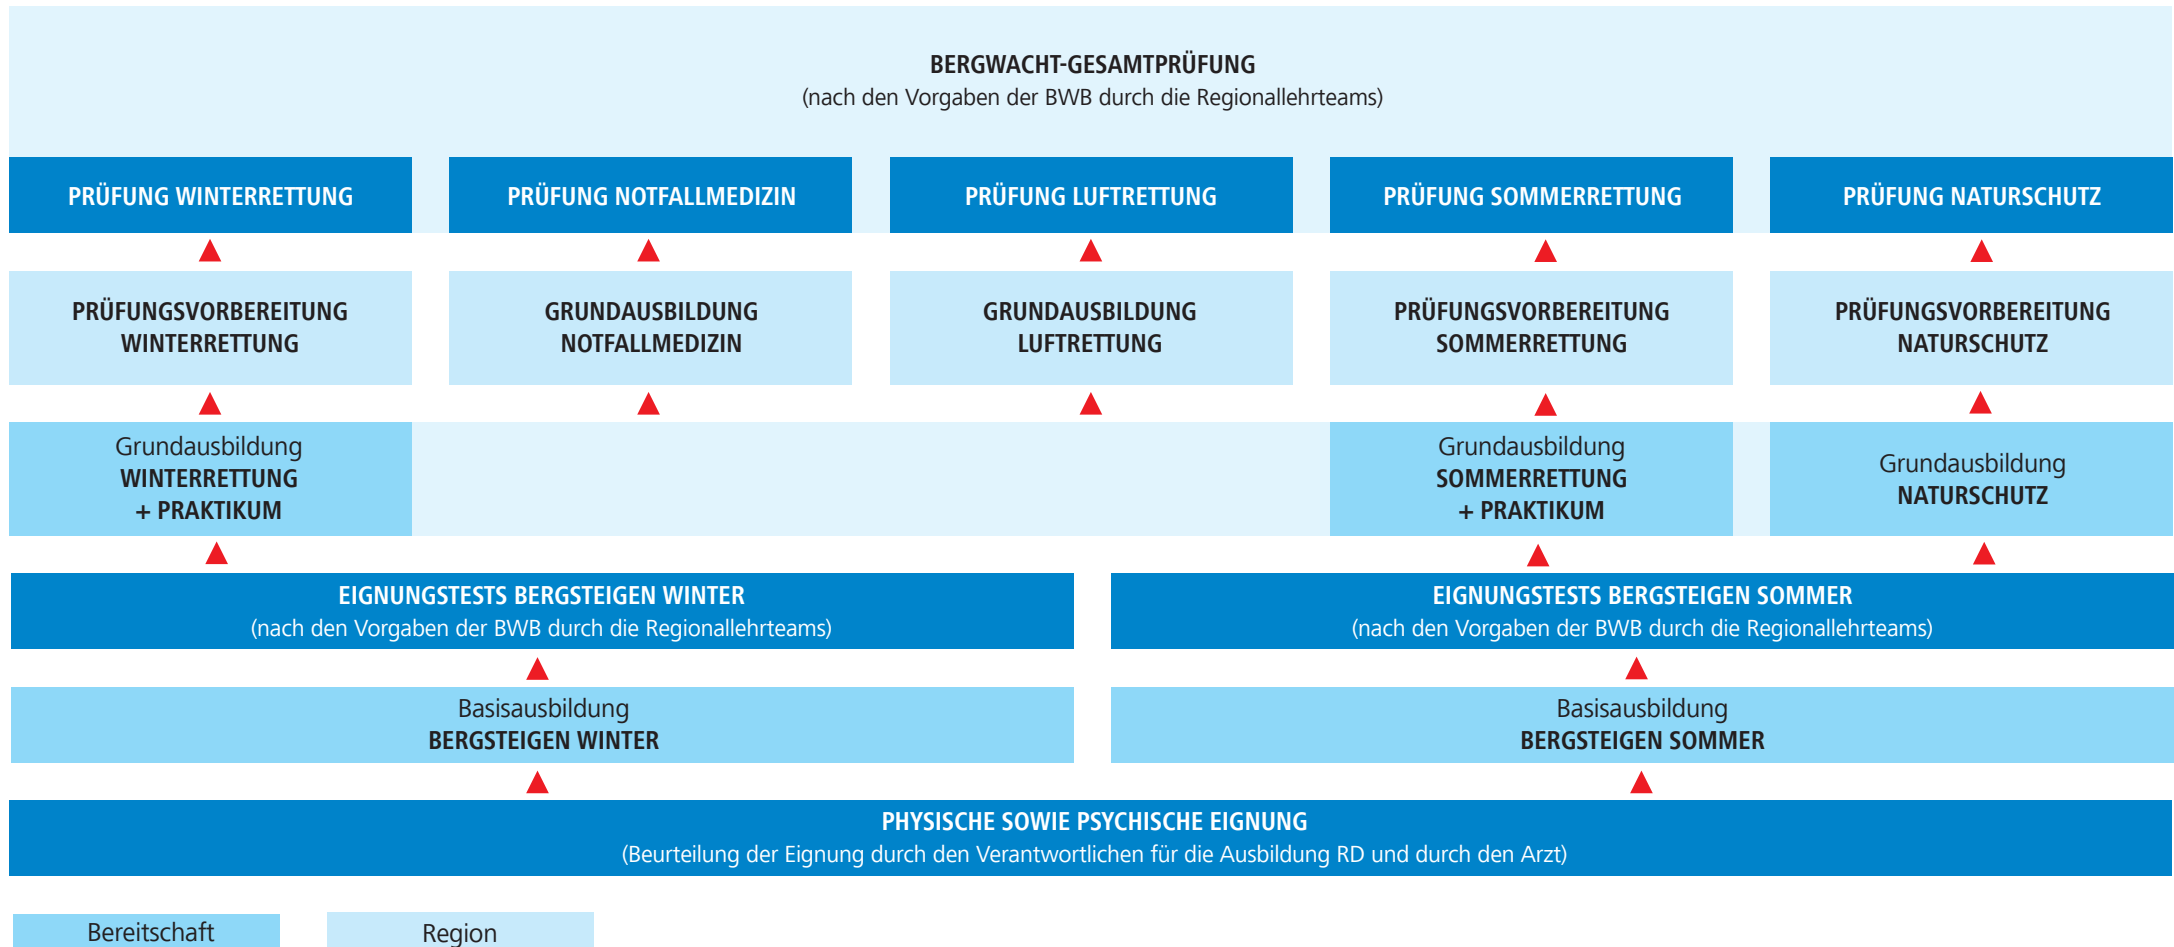 BERGWACHT-GESAMTPRÜFUNG
(nach den Vorgaben der BWB durch die Regionallehrteams)
PRÜFUNG WINTERRETTUNG
PRÜFUNG NOTFALLMEDIZIN
PRÜFUNG LUFTRETTUNG
PRÜFUNG SOMMERRETTUNG
PRÜFUNG NATURSCHUTZ
PRÜFUNGSVORBEREITUNG
WINTERRETTUNG
GRUNDAUSBILDUNG
NOTFALLMEDIZIN
GRUNDAUSBILDUNG
LUFTRETTUNG
PRÜFUNGSVORBEREITUNG
SOMMERRETTUNG
PRÜFUNGSVORBEREITUNG
NATURSCHUTZ
Grundausbildung
WINTERRETTUNG
+ PRAKTIKUM
Grundausbildung
SOMMERRETTUNG
+ PRAKTIKUM
Grundausbildung
NATURSCHUTZ
EIGNUNGSTESTS BERGSTEIGEN WINTER
(nach den Vorgaben der BWB durch die Regionallehrteams)
EIGNUNGSTESTS BERGSTEIGEN SOMMER
(nach den Vorgaben der BWB durch die Regionallehrteams)
Basisausbildung
BERGSTEIGEN WINTER
Basisausbildung
BERGSTEIGEN SOMMER
PHYSISCHE SOWIE PSYCHISCHE EIGNUNG
(Beurteilung der Eignung durch den Verantwortlichen für die Ausbildung RD und durch den Arzt)
Bereitschaft
Region